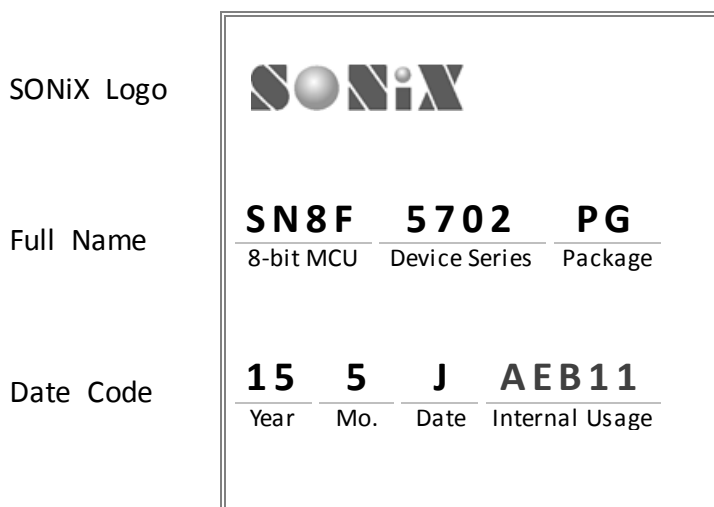 SONiX Logo
SONiX
Full Name
SN8F 5702 PG
8-bit MCU Device Series Package
Date Code
15 5 J AEB11
Year Mo. Date Internal Usage